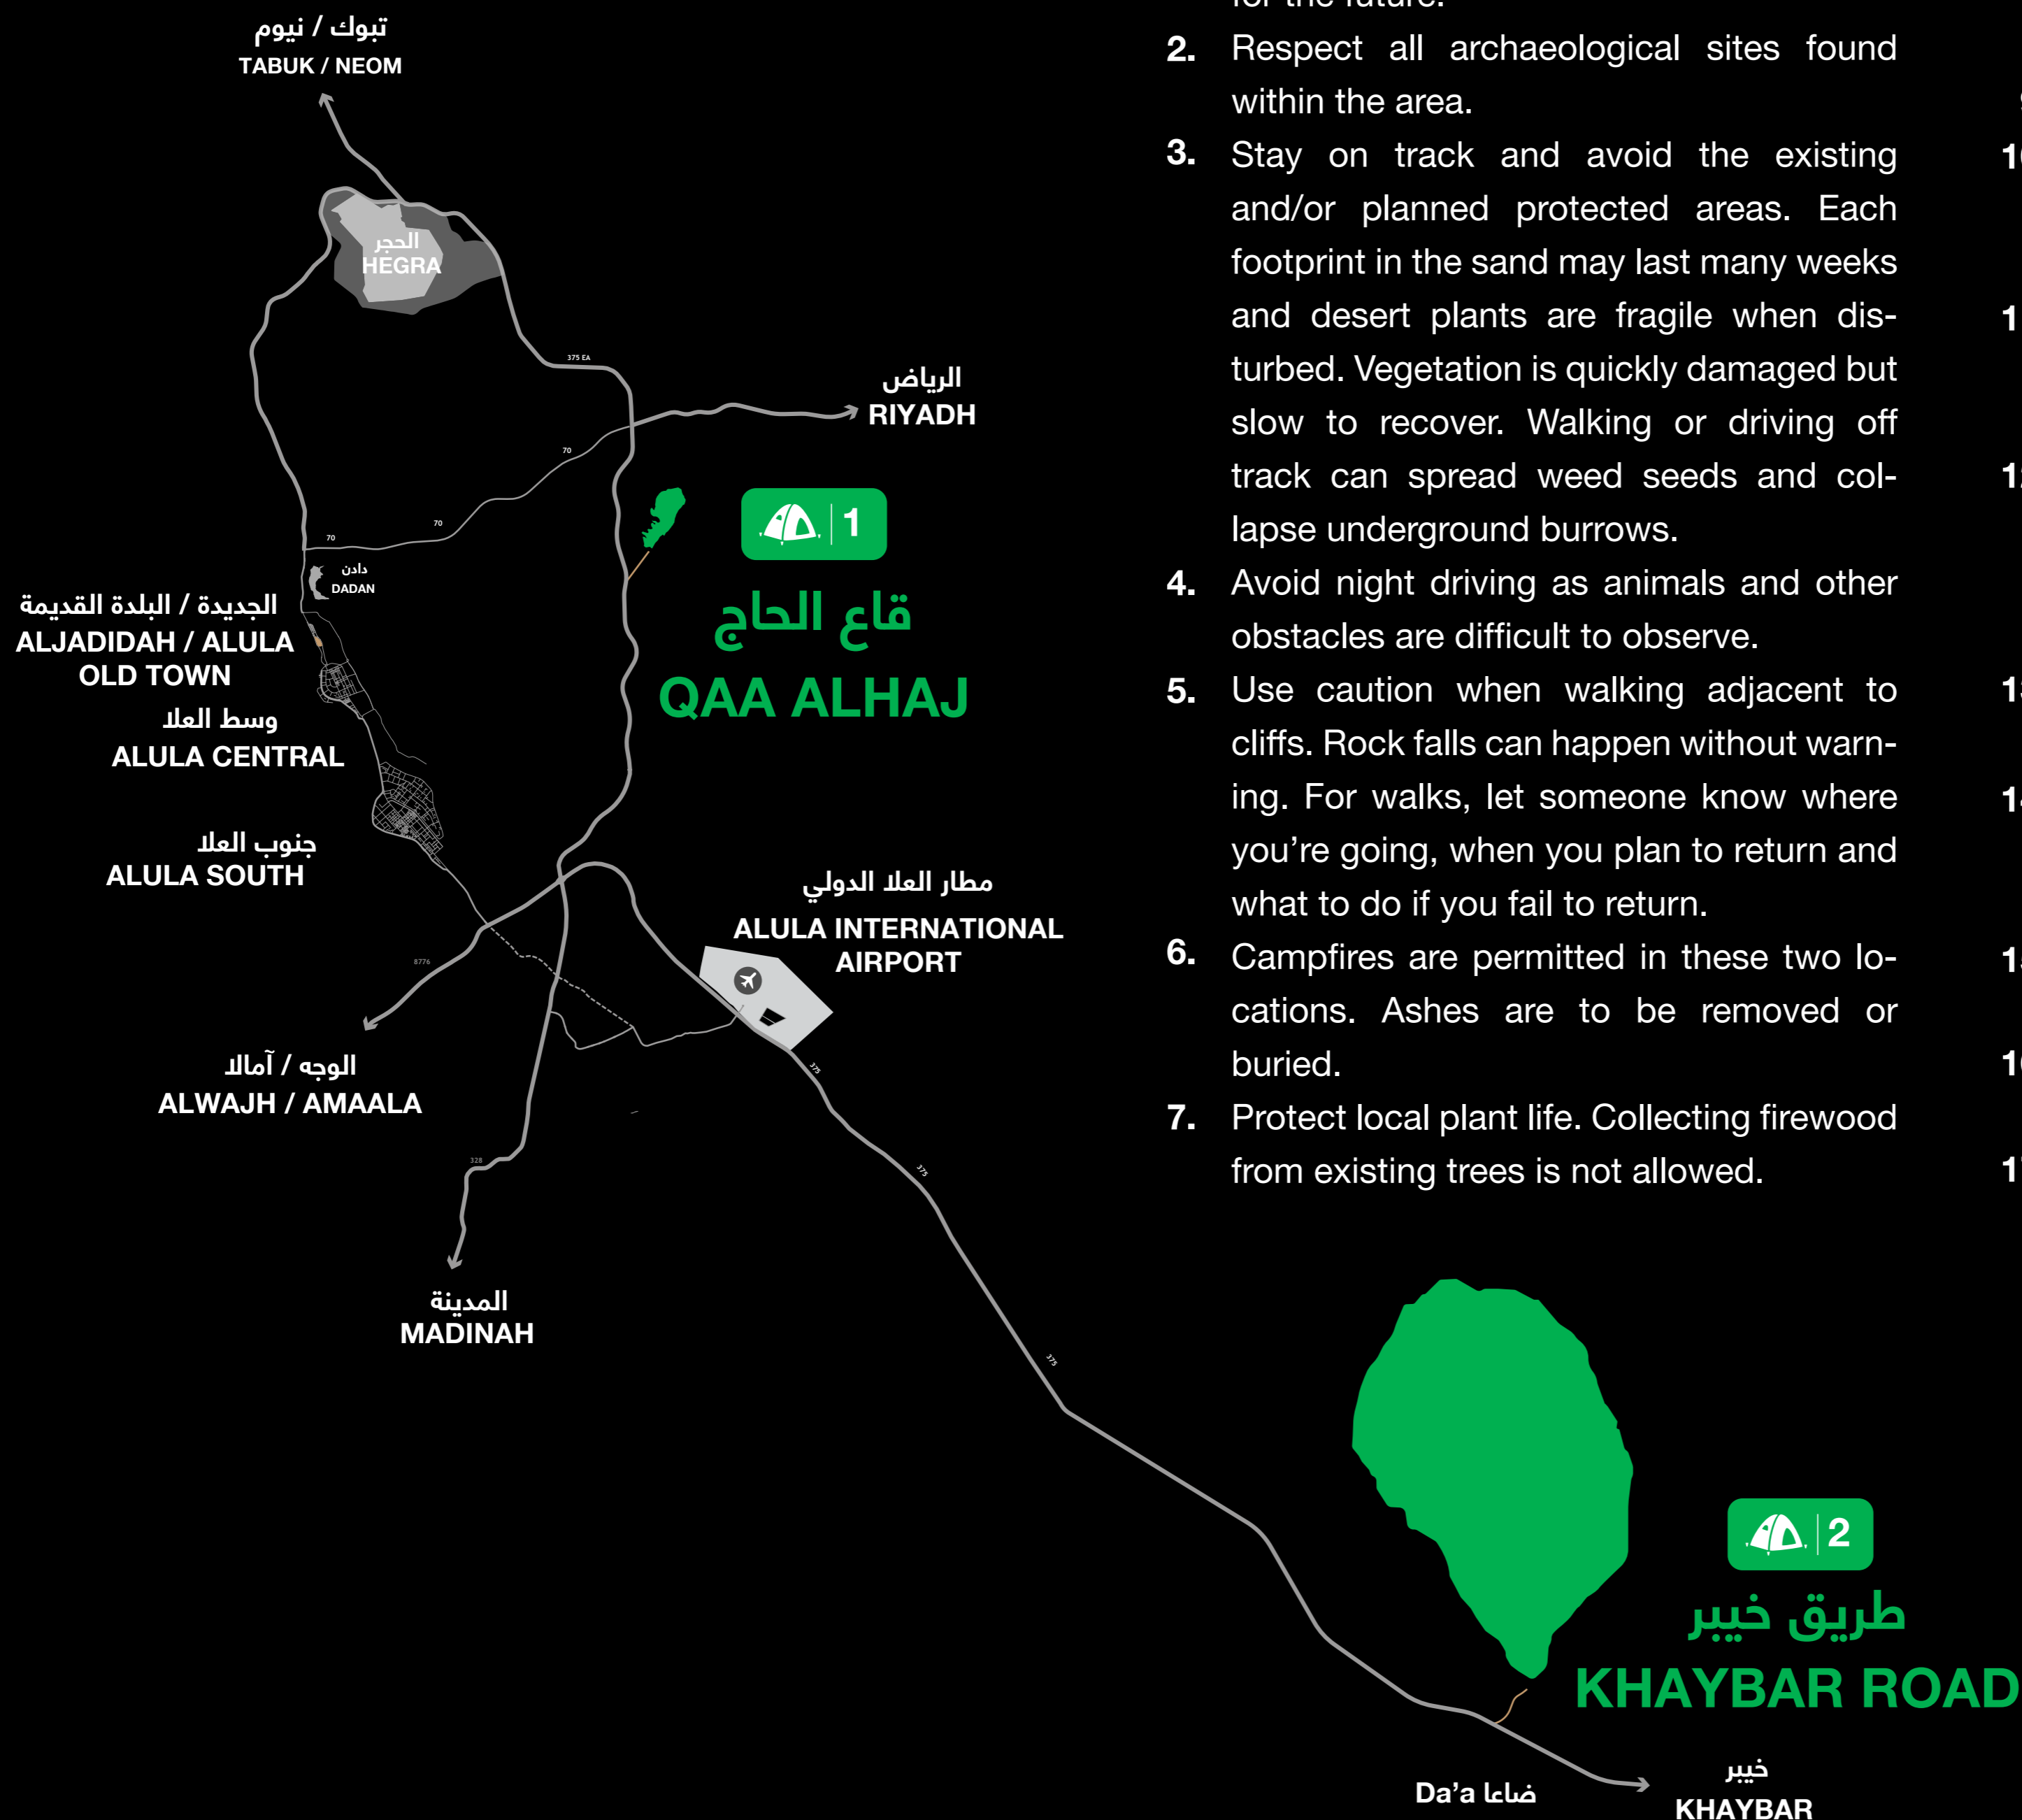 تبوك / نيوم
TABUK / NEOM
الحجر
HEGRA
375 EA
الرياض
RIYADH
70
70
70
1
قاع الحاج
QAA ALHAJ
دادن
DADAN
الجديدة / البلدة القديمة
ALJADIDAH / ALULA
OLD TOWN
وسط العلا
ALULA CENTRAL
جنوب العلا
ALULA SOUTH
مطار العلا الدولي
ALULA INTERNATIONAL
AIRPORT
8776
الوجه / آمالا
ALWAJH / AMAALA
375
328
375
المدينة
MADINAH
375
for the future.
2. Respect all archaeological sites found
within the area.
3. Stay on track and avoid the existing
and/or planned protected areas. Each
footprint in the sand may last many weeks
and desert plants are fragile when dis-
turbed. Vegetation is quickly damaged but
slow to recover. Walking or driving off
track can spread weed seeds and col-
lapse underground burrows.
4. Avoid night driving as animals and other
obstacles are difficult to observe.
5. Use caution when walking adjacent to
cliffs. Rock falls can happen without warn-
ing. For walks, let someone know where
you're going, when you plan to return and
what to do if you fail to return.
6. Campfires are permitted in these two lo-
cations. Ashes are to be removed or
buried.
7. Protect local plant life. Collecting firewood
from existing trees is not allowed.
2
طريق خيبر
KHAYBAR ROAD
Da'a ضاعا
خيبر
KHAYBAR